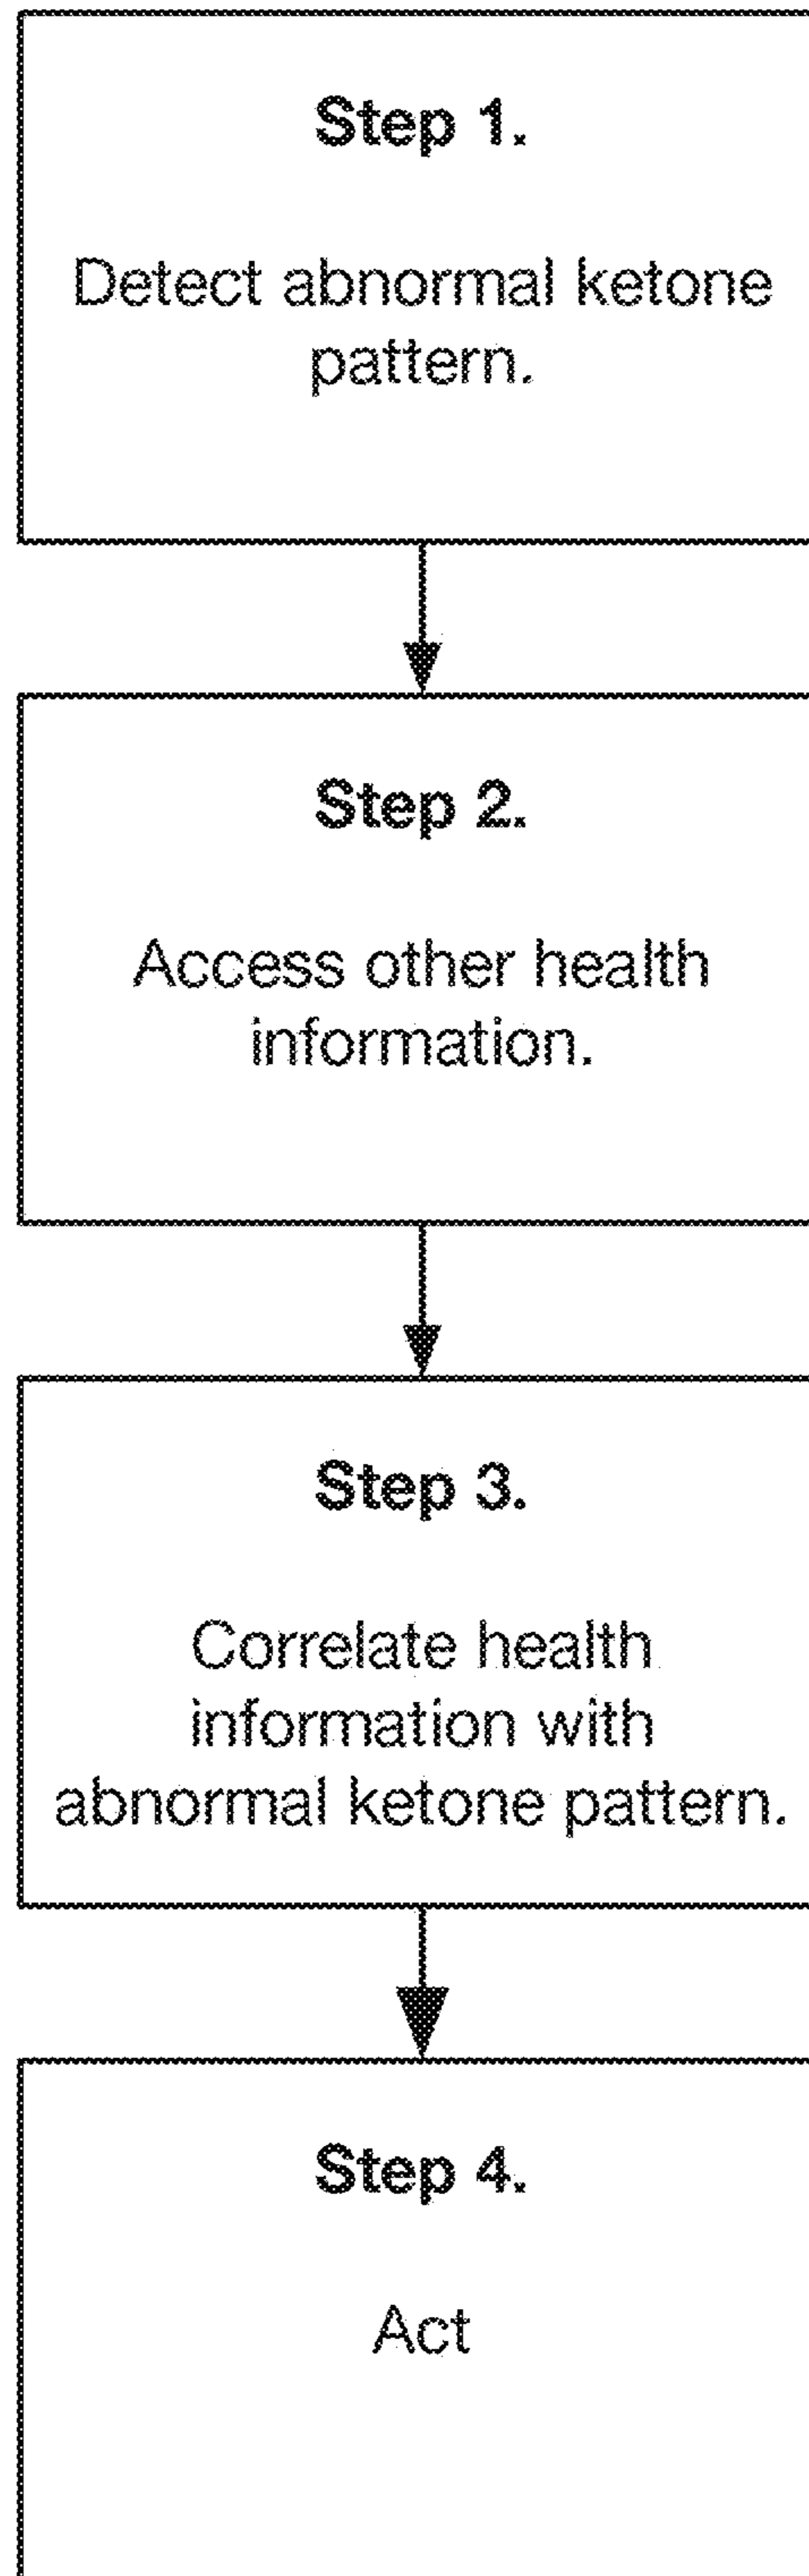 Step 1.
Detect abnormal ketone
pattern.
Step 2.
Access other health
information.
Step 3.
Correlate health
information with
abnormal ketone pattern.
Step 4.
Act